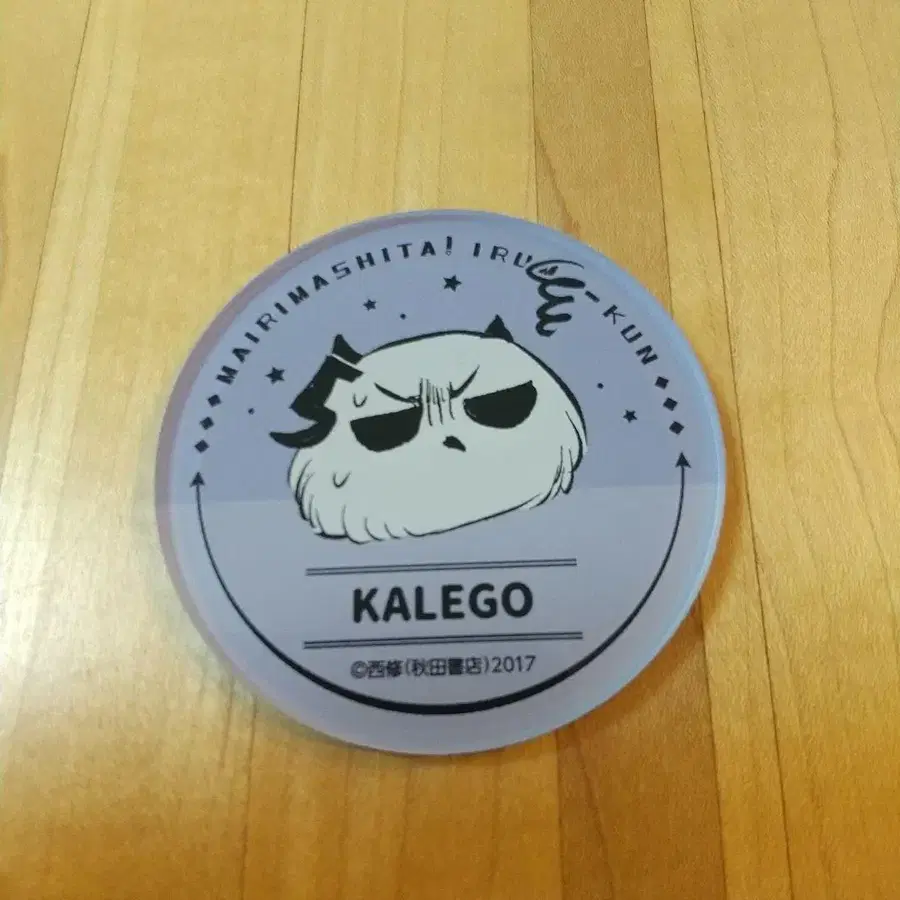 MAIRIMASHITA! IRUMA-KUN
KALEGO
©西修(秋田書店)2017